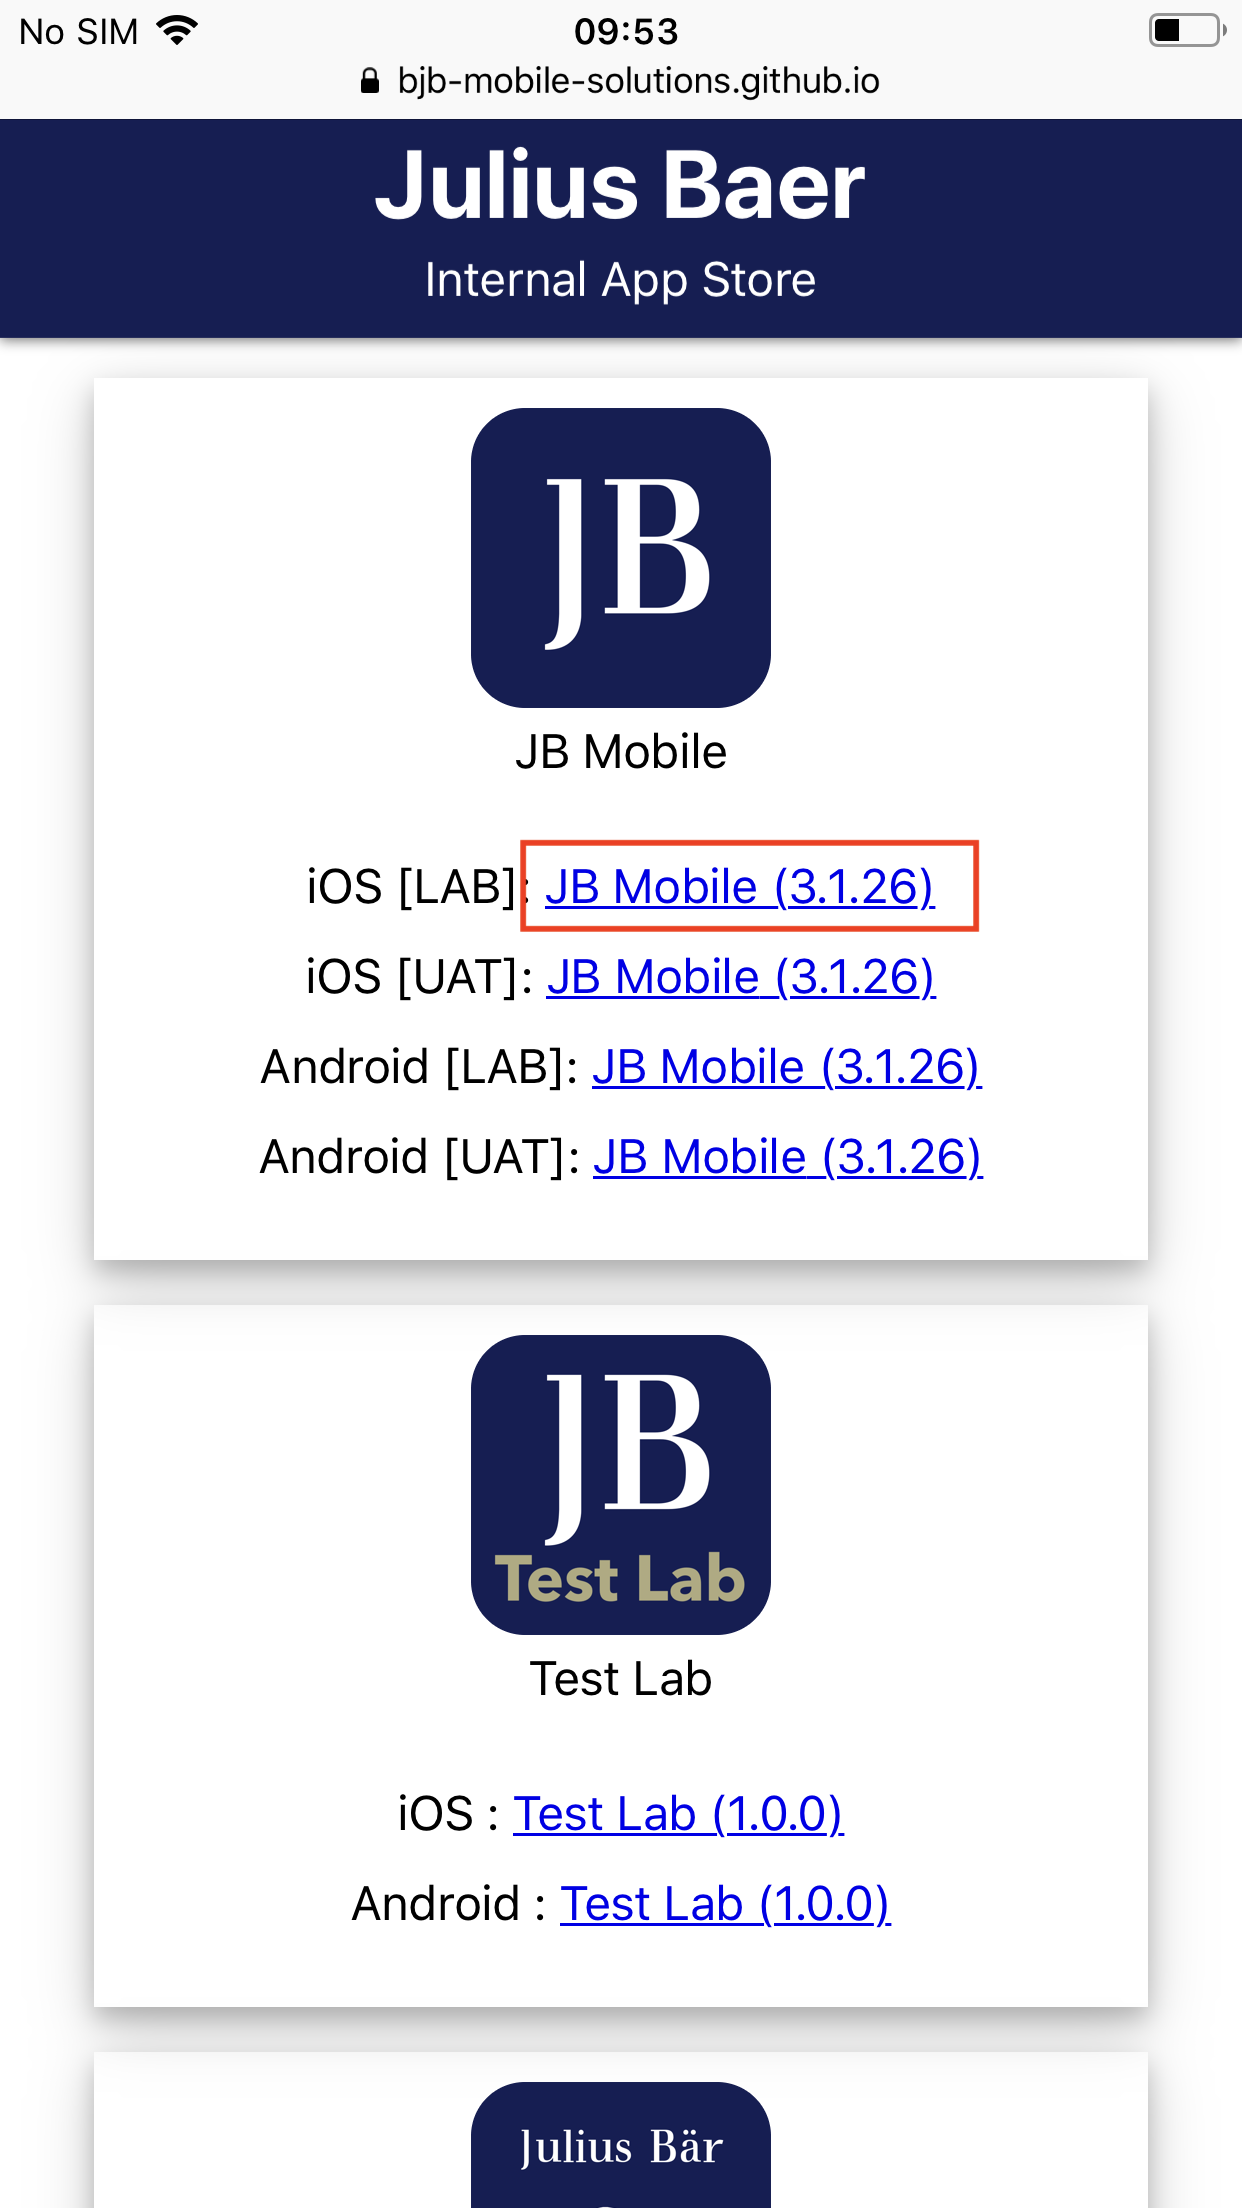 No SIM 09:53
bjb-mobile-solutions.github.io
Julius Baer
Internal App Store
JB
JB Mobile
iOS [LAB]: JB Mobile (3.1.26)
iOS [UAT]: JB Mobile (3.1.26)
Android [LAB]: JB Mobile (3.1.26)
Android [UAT]: JB Mobile (3.1.26)
JB
Test Lab
Test Lab
iOS : Test Lab (1.0.0)
Android : Test Lab (1.0.0)
Julius Bär